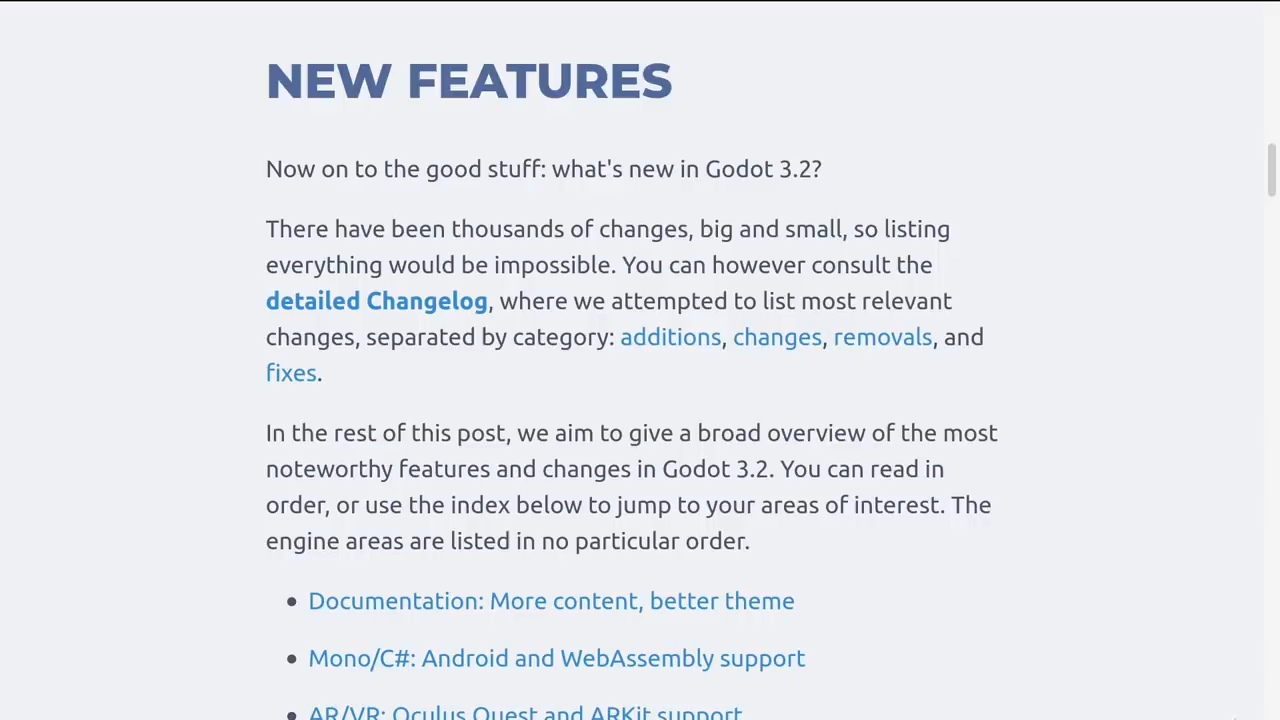 NEW FEATURES
Now on to the good stuff: what's new in Godot 3.2?
There have been thousands of changes, big and small, so listing
everything would be impossible. You can however consult the
detailed Changelog, where we attempted to list most relevant
changes, separated by category: additions, changes, removals, and
fixes.
In the rest of this post, we aim to give a broad overview of the most
noteworthy features and changes in Godot 3.2. You can read in
order, or use the index below to jump to your areas of interest. The
engine areas are listed in no particular order.
• Documentation: More content, better theme
• Mono/C#: Android and WebAssembly support
• AR/VR: Oculus Quest and ARKit support